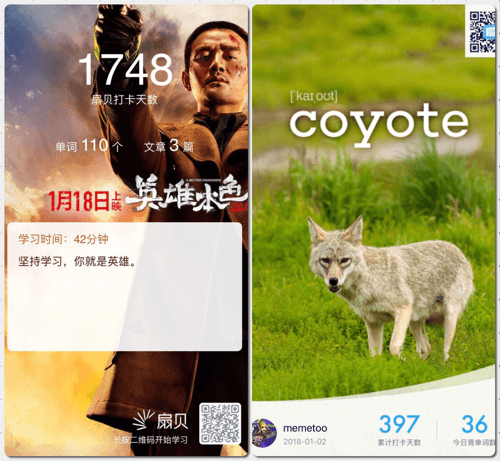 1748
扇贝打卡天数
单词 110 个 文章 3 篇
A BETTER TOMORROW
1月18日上映 英雄本色
学习时间：42分钟
坚持学习，你就是英雄。
扇贝
长按二维码开始学习
['kaɪ oʊt]
coyote
memetoo
2018-01-02
397
累计打卡天数
36
今日背单词数